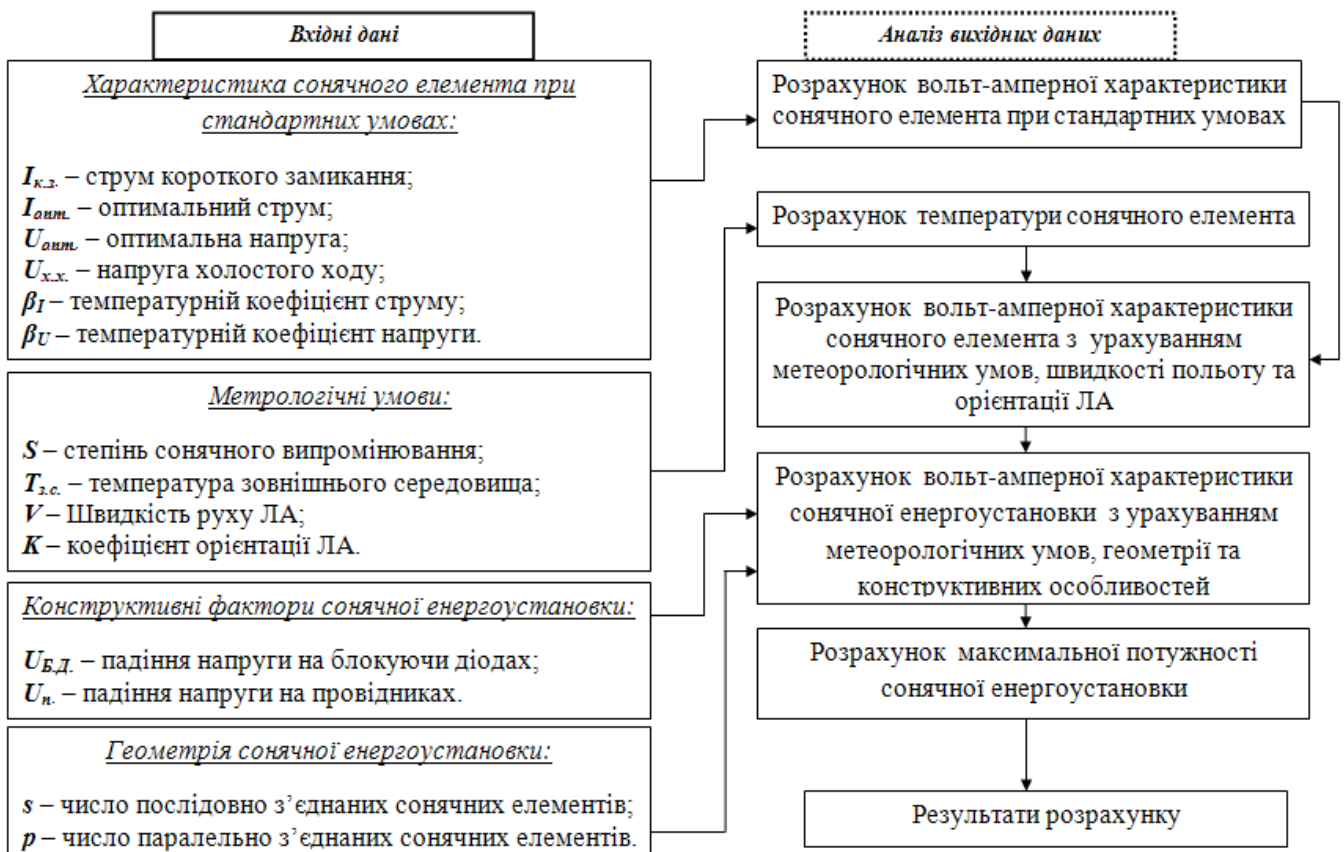 Вхідні дані
Характеристика сонячного елемента при
стандартних умовах:
Iк.з. – струм короткого замикання;
Iопт. – оптимальний струм;
Uопт. – оптимальна напруга;
Uх.х. – напруга холостого ходу;
βI – температурній коефіцієнт струму;
βU – температурній коефіцієнт напруги.
Метрологічні умови:
S – степінь сонячного випромінювання;
Tз.с. – температура зовнішнього середовища;
V – Швидкість руху ЛА;
K – коефіцієнт орієнтації ЛА.
Конструктивні фактори сонячної енергоустановки:
UБ.Д. – падіння напруги на блокуючи діодах;
Uп. – падіння напруги на провідниках.
Геометрія сонячної енергоустановки:
s – число послідовно з’єднаних сонячних елементів;
p – число паралельно з’єднаних сонячних елементів.
Аналіз вихідних даних
Розрахунок вольт-амперної характеристики
сонячного елемента при стандартних умовах
Розрахунок температури сонячного елемента
Розрахунок вольт-амперної характеристики
сонячного елемента з урахуванням
метеорологічних умов, швидкості польоту та
орієнтації ЛА
Розрахунок вольт-амперної характеристики
сонячної енергоустановки з урахуванням
метеорологічних умов, геометрії та
конструктивних особливостей
Розрахунок максимальної потужності
сонячної енергоустановки
Результати розрахунку